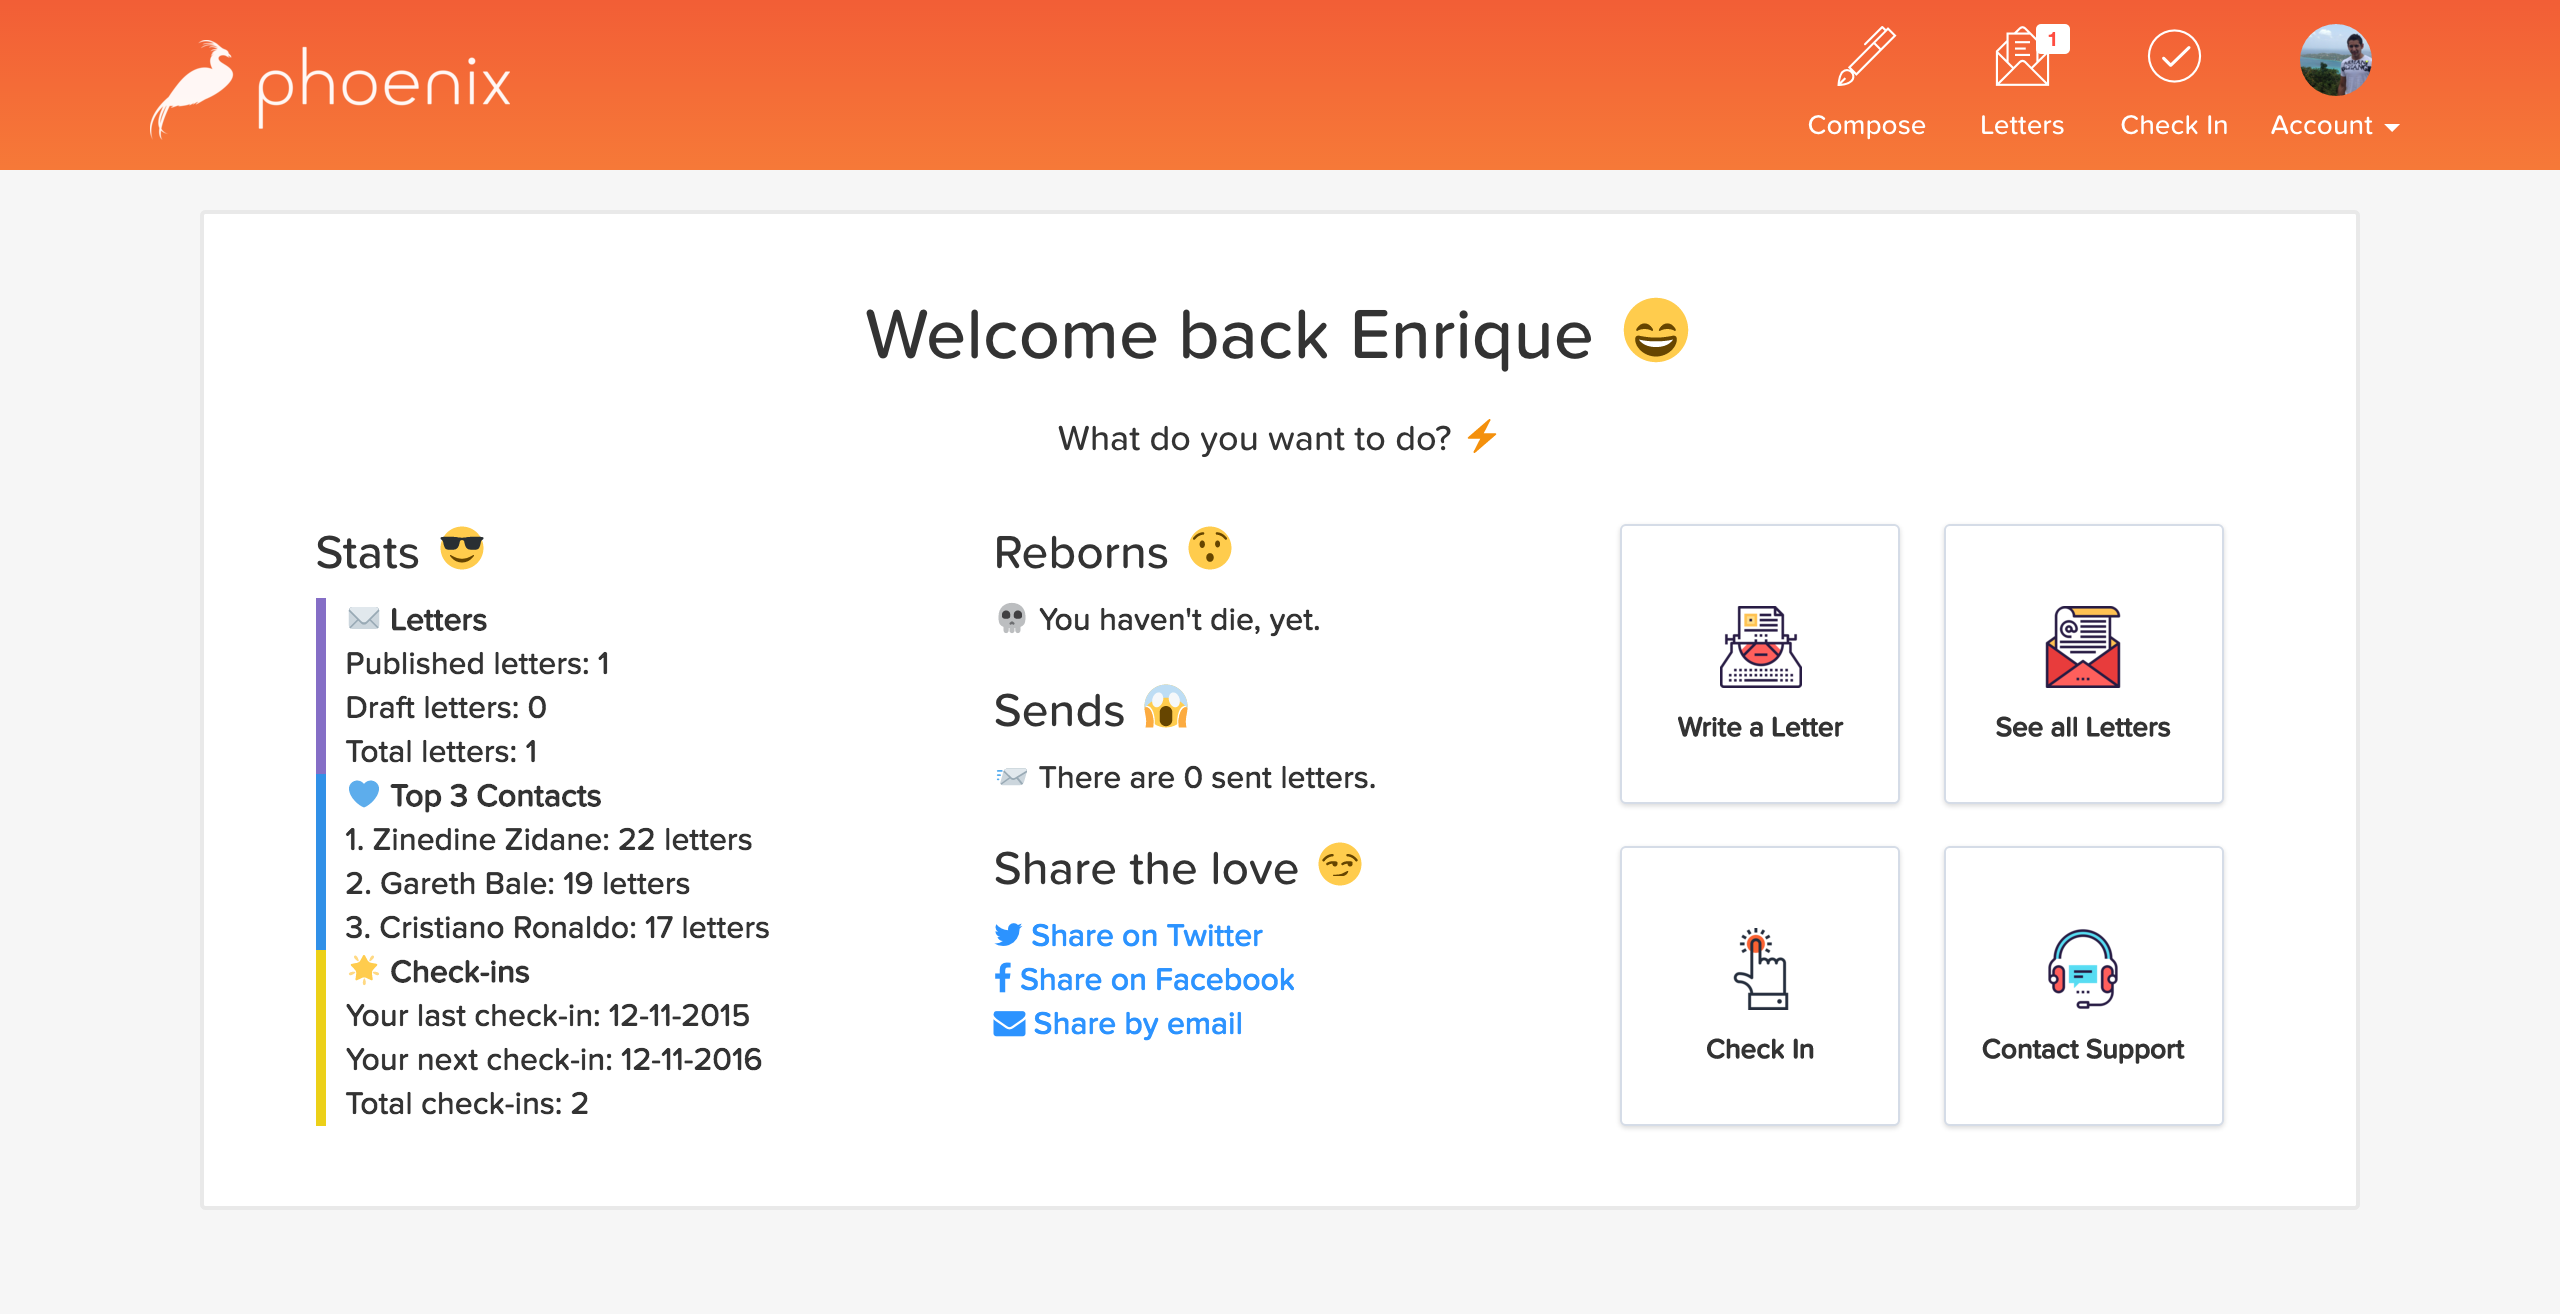 phoenix
Compose
1
Letters
Check In
Account
Welcome back Enrique
What do you want to do?
Stats
Letters
Published letters: 1
Draft letters: 0
Total letters: 1
Top 3 Contacts
1. Zinedine Zidane: 22 letters
2. Gareth Bale: 19 letters
3. Cristiano Ronaldo: 17 letters
Check-ins
Your last check-in: 12-11-2015
Your next check-in: 12-11-2016
Total check-ins: 2
Reborns
You haven't die, yet.
Sends
There are 0 sent letters.
Share the love
Share on Twitter
Share on Facebook
Share by email
Write a Letter
See all Letters
Check In
Contact Support